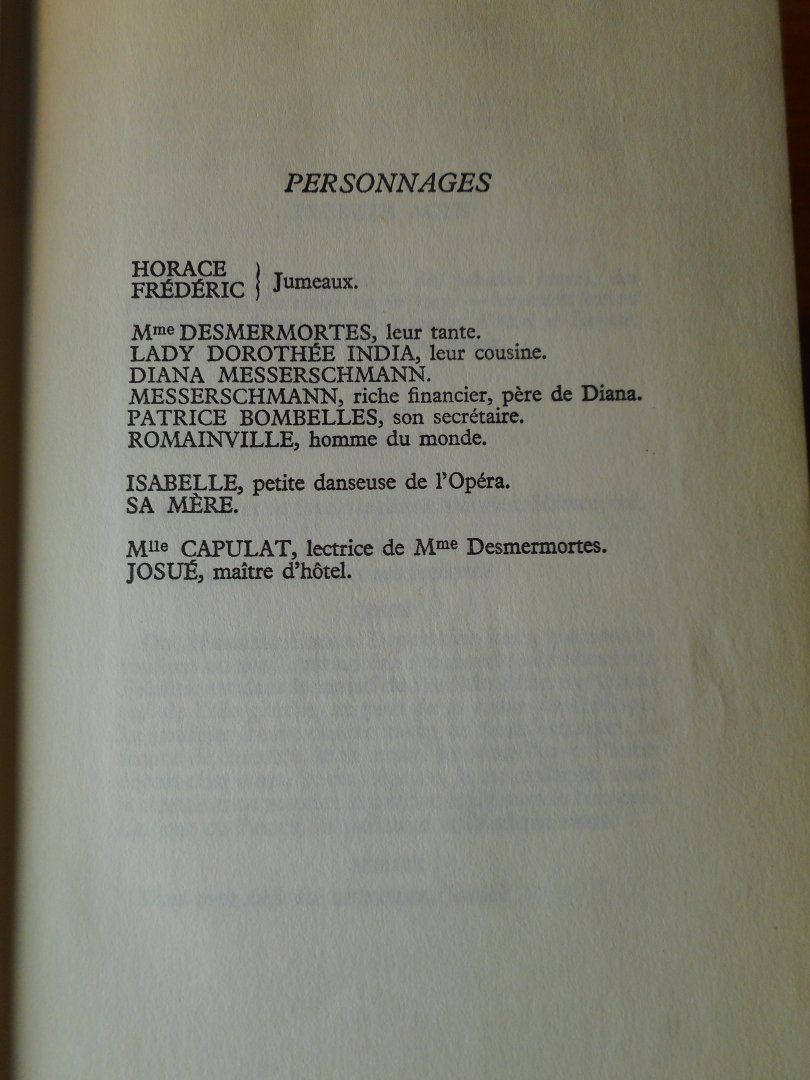 PERSONNAGES
HORACE
FRÉDÉRIC } Jumeaux.
Mme DESMERMORTES, leur tante.
LADY DOROTHÉE INDIA, leur cousine.
DIANA MESSERSCHMANN.
MESSERSCHMANN, riche financier, père de Diana.
PATRICE BOMBELLES, son secrétaire.
ROMAINVILLE, homme du monde.
ISABELLE, petite danseuse de l'Opéra.
SA MÈRE.
Mlle CAPULAT, lectrice de Mme Desmermortes.
JOSUÉ, maître d'hôtel.